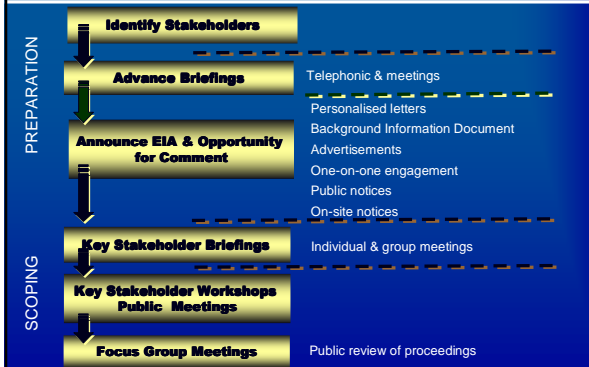 PREPARATION
Identify Stakeholders
Advance Briefings
Telephonic & meetings
Announce EIA & Opportunity
for Comment
Personalised letters
Background Information Document
Advertisements
One-on-one engagement
Public notices
On-site notices
SCOPING
Key Stakeholder Briefings
Individual & group meetings
Key Stakeholder Workshops
Public Meetings
Focus Group Meetings
Public review of proceedings